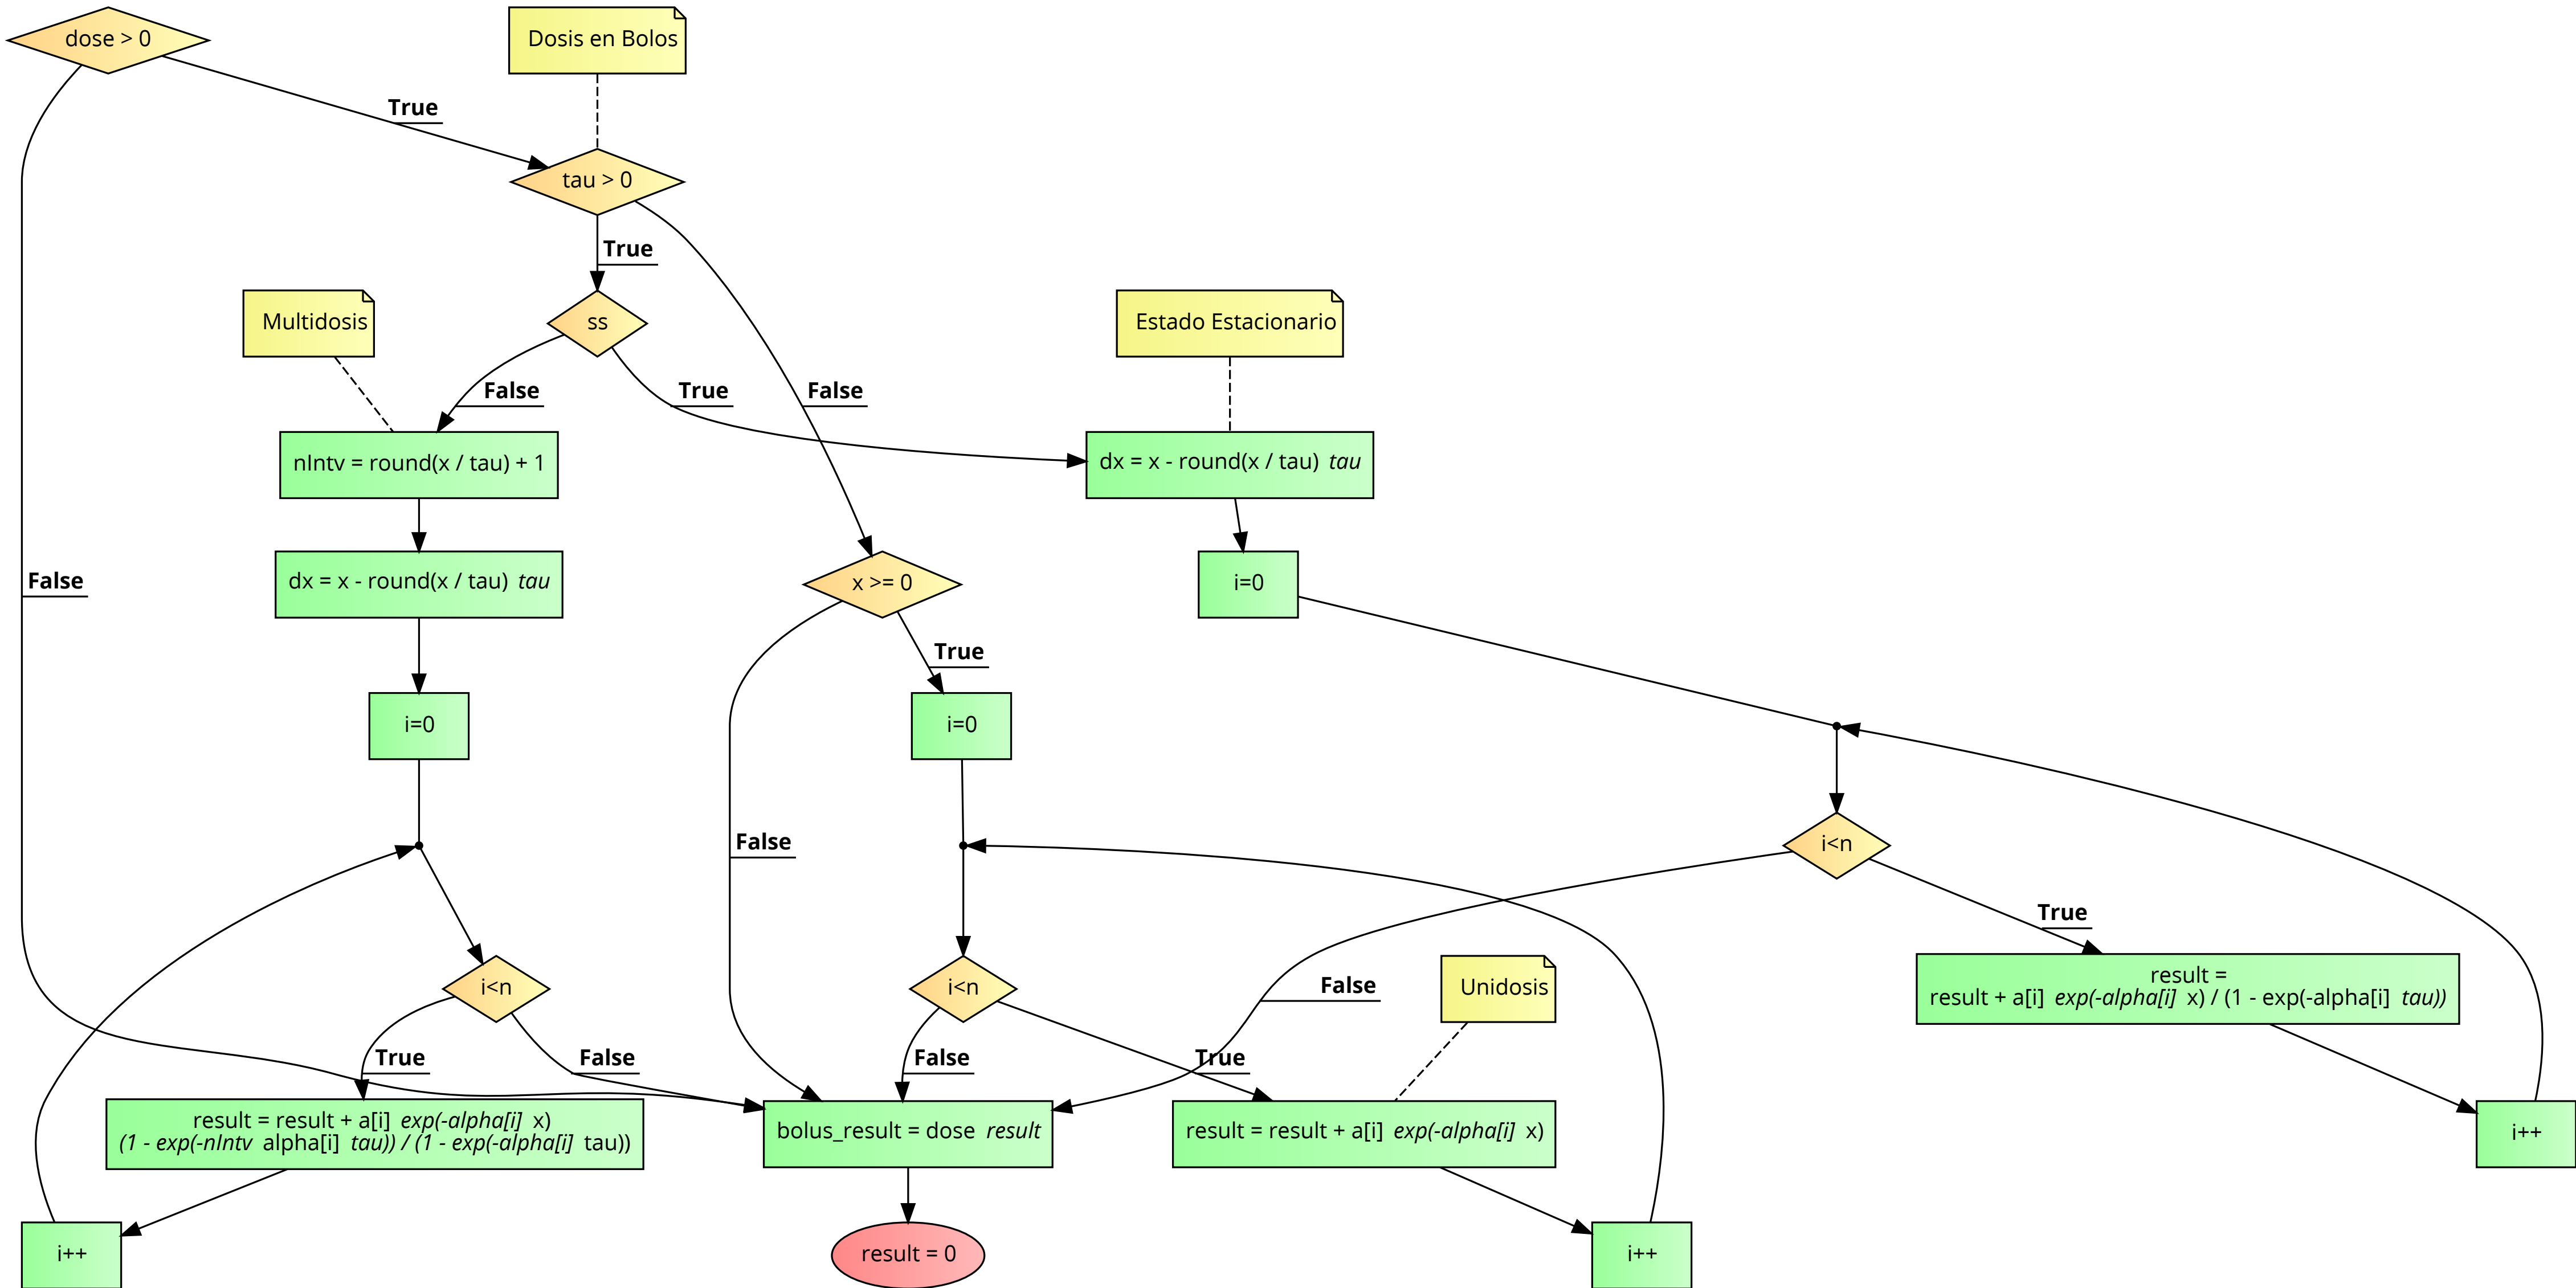 dose > 0
Dosis en Bolos
True
tau > 0
True
Multidosis
ss
Estado Estacionario
False
True
False
nIntv = round(x / tau) + 1
dx = x - round(x / tau) tau
False
dx = x - round(x / tau) tau
x >= 0
i=0
True
i=0
i=0
False
i<n
True
i<n
i<n
Unidosis
result =
result + a[i] exp(-alpha[i] x) / (1 - exp(-alpha[i] tau))
False
True
False
False
True
result = result + a[i] exp(-alpha[i] x)
(1 - exp(-nIntv alpha[i] tau)) / (1 - exp(-alpha[i] tau))
bolus_result = dose result
result = result + a[i] exp(-alpha[i] x)
i++
i++
result = 0
i++